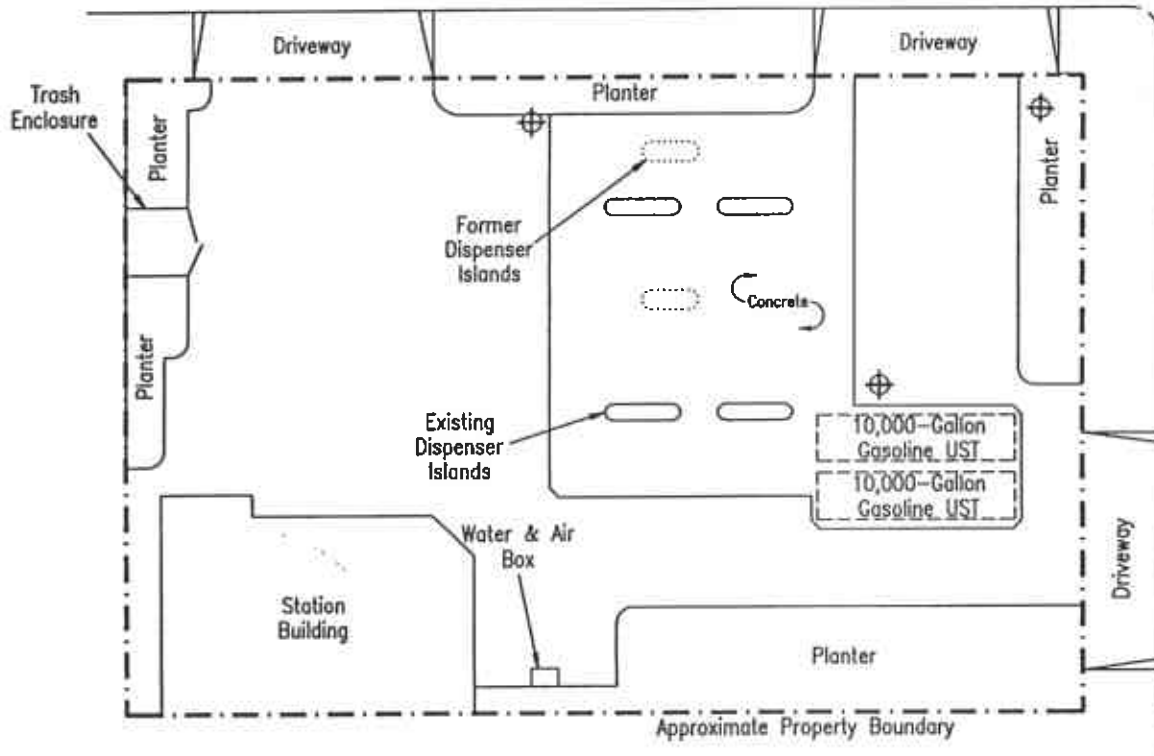 Driveway
Driveway
Trash
Enclosure
Planter
Planter
Planter
Former
Dispenser
Islands
Concrete
Planter
Existing
Dispenser
Islands
10,000-Gallon
Gasoline UST
10,000-Gallon
Gasoline UST
Water & Air
Box
Driveway
Station
Building
Planter
Approximate Property Boundary